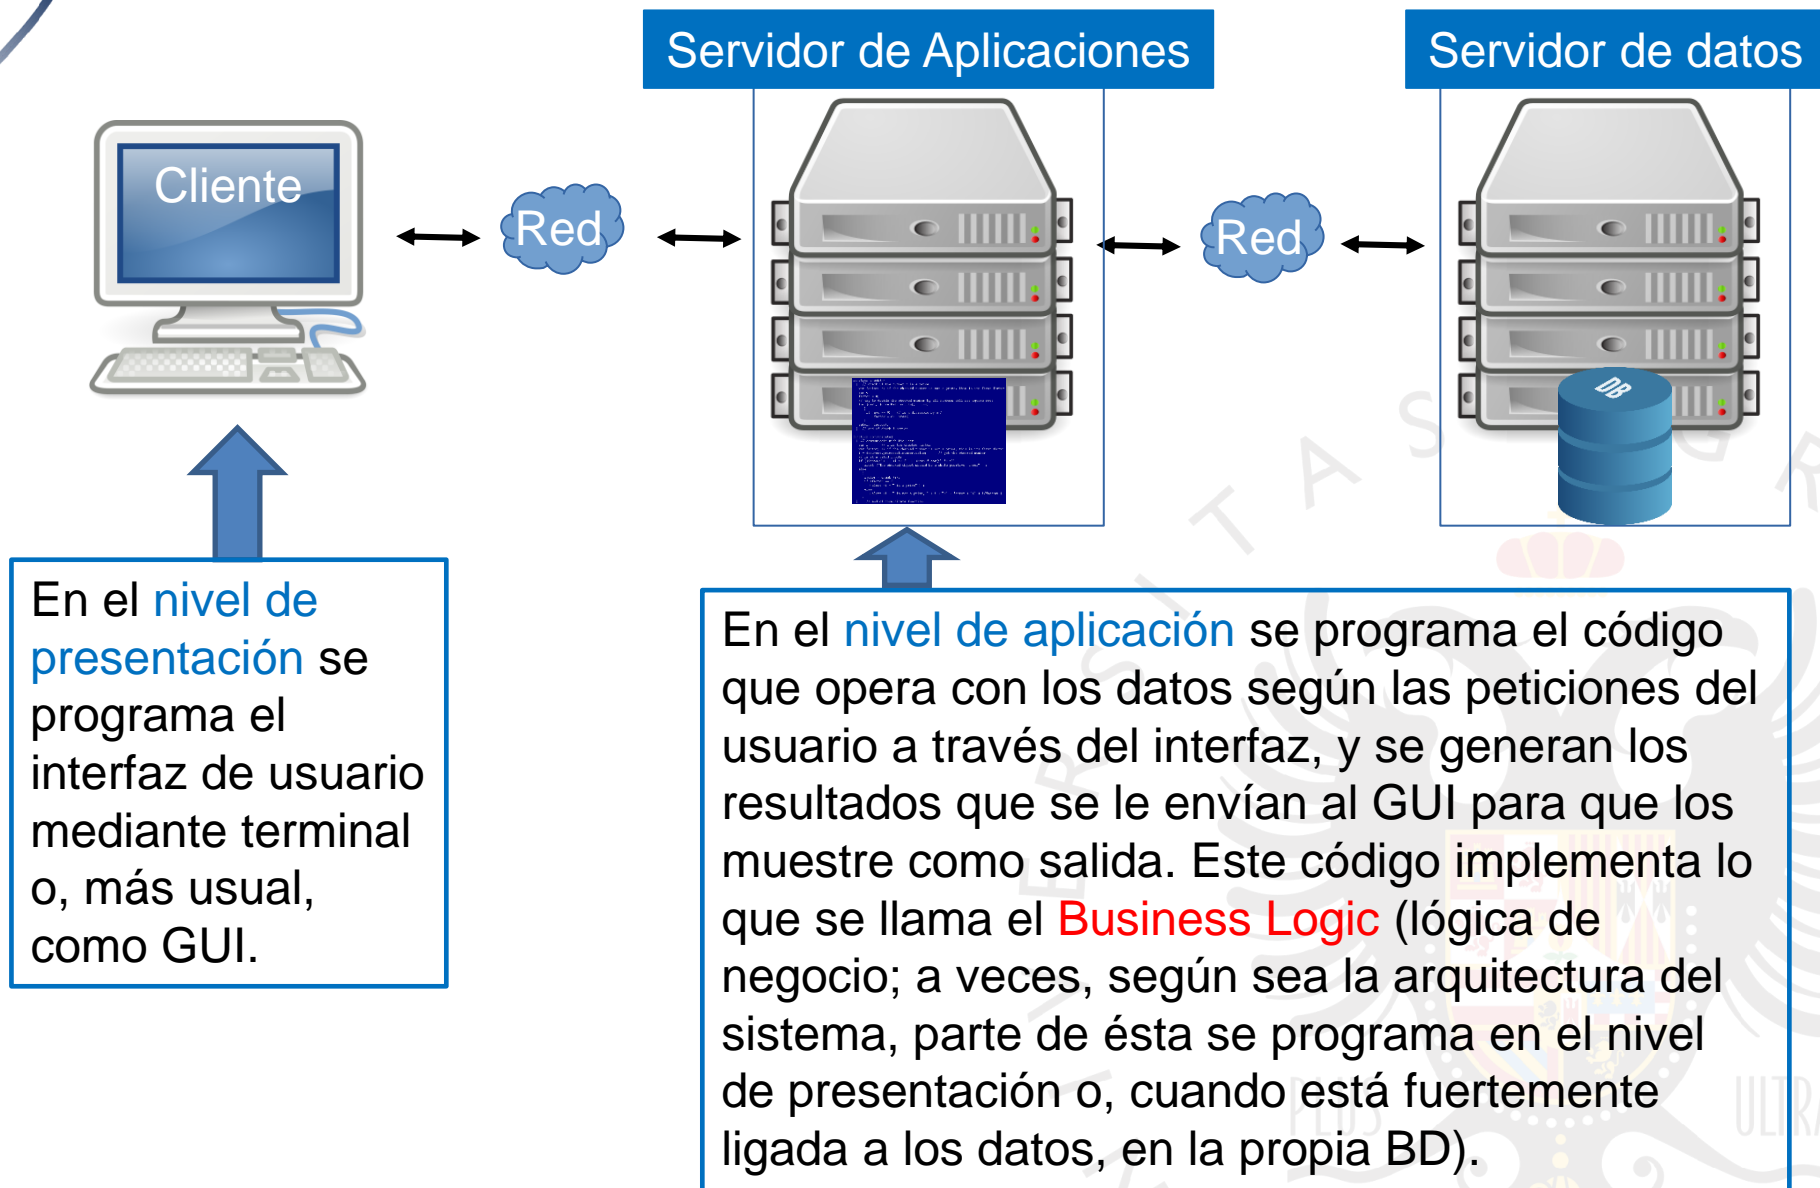 Servidor de Aplicaciones
Servidor de datos
Cliente
Red
Red
DB
En el nivel de
presentación se
programa el
interfaz de usuario
mediante terminal
o, más usual,
como GUI.
En el nivel de aplicación se programa el código
que opera con los datos según las peticiones del
usuario a través del interfaz, y se generan los
resultados que se le envían al GUI para que los
muestre como salida. Este código implementa lo
que se llama el Business Logic (lógica de
negocio; a veces, según sea la arquitectura del
sistema, parte de ésta se programa en el nivel
de presentación o, cuando está fuertemente
ligada a los datos, en la propia BD).
PLUS